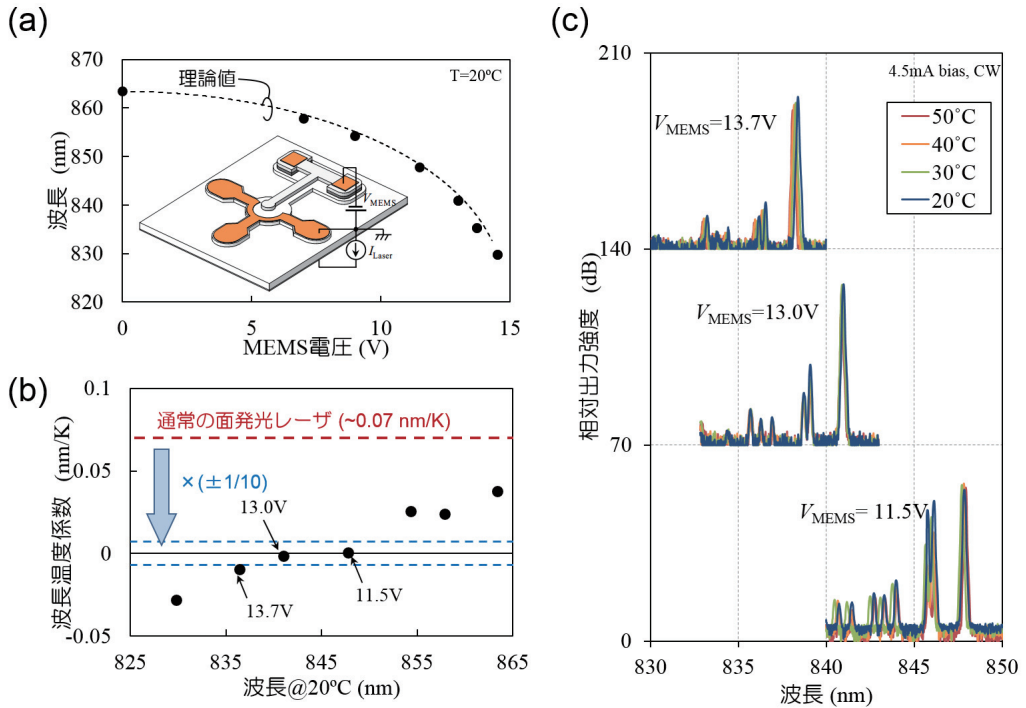 (a)
870
860
850
840
830
820
波長 (nm)
理論値
T=20ºC
VMEMS
ILaser
0
5
10
15
MEMS電圧 (V)
(b)
0.1
0.05
0
-0.05
波長温度係数 (nm/K)
通常の面発光レーザ (~0.07 nm/K)
× (±1/10)
13.0V
13.7V
11.5V
825
835
845
855
865
波長@20ºC (nm)
(c)
210
140
70
0
相対出力強度 (dB)
4.5mA bias, CW
50˚C
40˚C
30˚C
20˚C
VMEMS=13.7V
VMEMS=13.0V
VMEMS= 11.5V
830
835
840
845
850
波長 (nm)